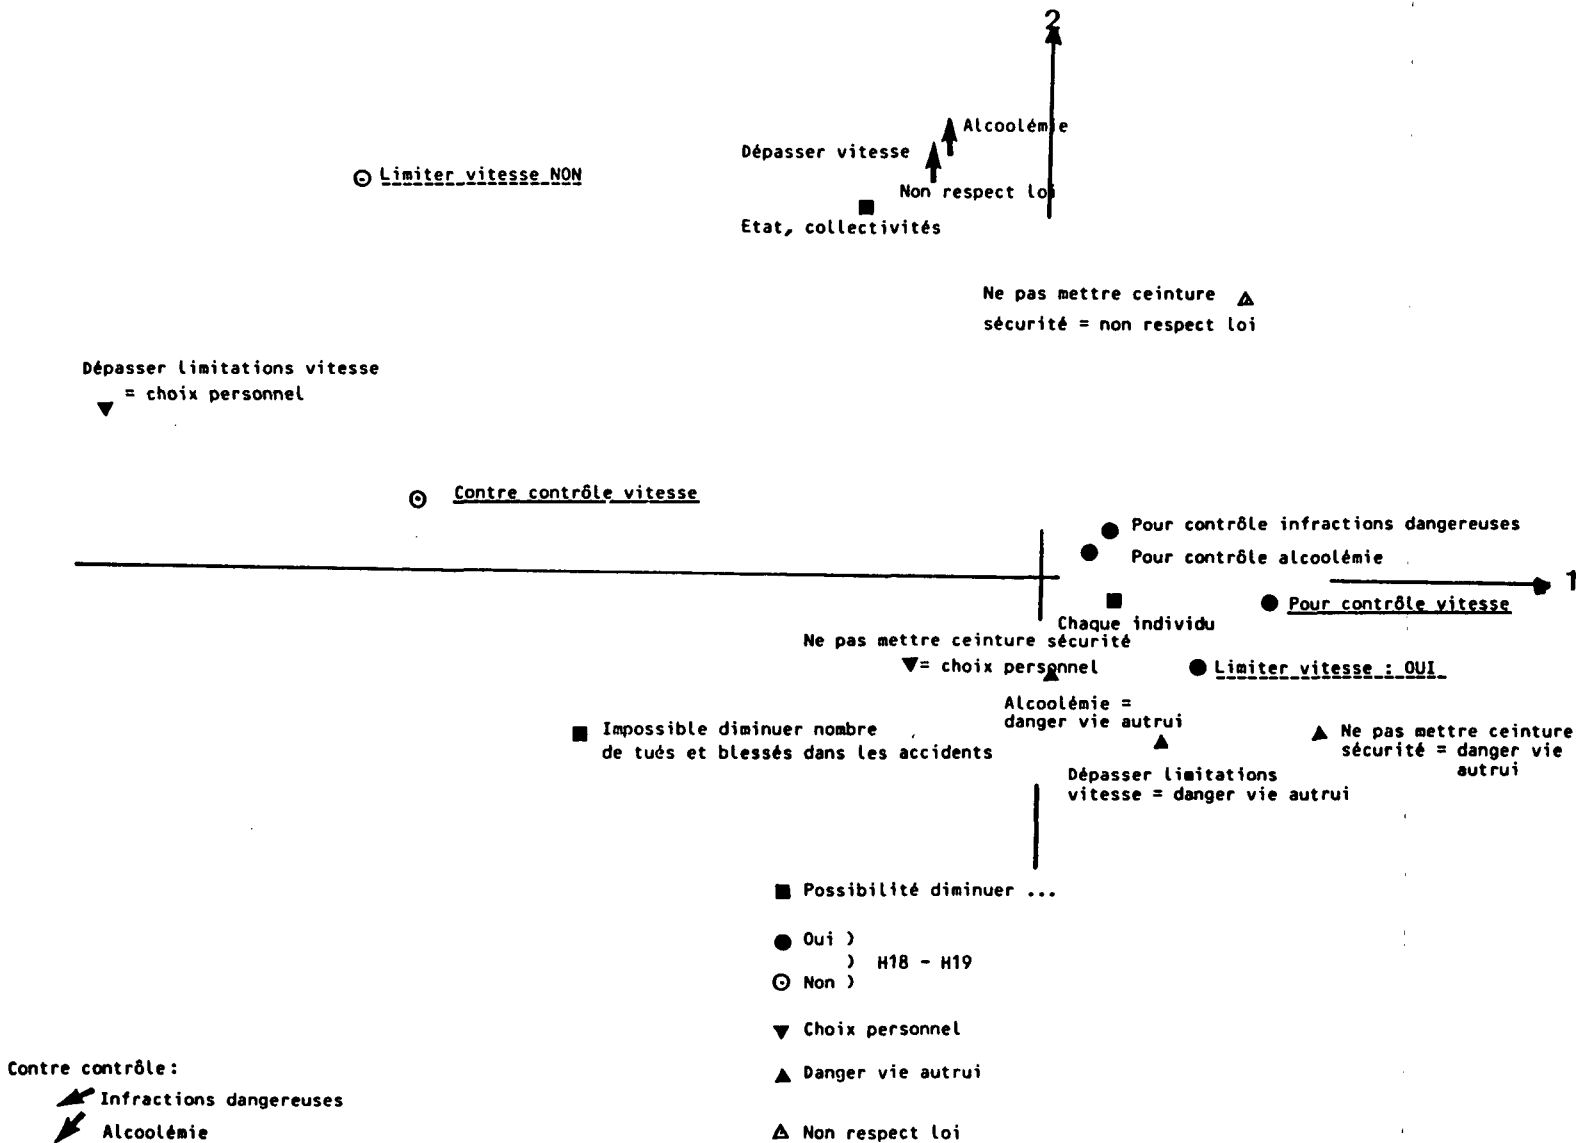 2
Alcoolémie
Dépasser vitesse
Limiter vitesse NON
Non respect loi
Etat, collectivités
Ne pas mettre ceinture
sécurité = non respect loi
Dépasser limitations vitesse
= choix personnel
Contre contrôle vitesse
Pour contrôle infractions dangereuses
Pour contrôle alcoolémie
1
Pour contrôle vitesse
Chaque individu
Ne pas mettre ceinture sécurité
= choix personnel
Limiter vitesse : OUI
Alcoolémie =
danger vie autrui
Impossible diminuer nombre
de tués et blessés dans les accidents
Ne pas mettre ceinture
sécurité = danger vie
autrui
Dépasser limitations
vitesse = danger vie autrui
Possibilité diminuer ...
Oui )
) H18 - H19
Non )
Choix personnel
Danger vie autrui
Non respect loi
Contre contrôle:
Infractions dangereuses
Alcoolémie